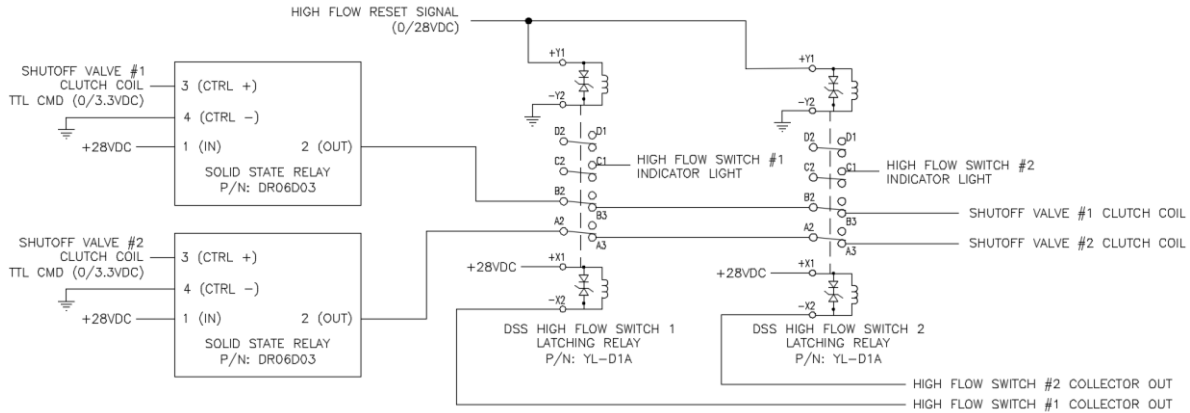 HIGH FLOW RESET SIGNAL
(0/28VDC)
+Y1
+Y1
SHUTOFF VALVE #1
CLUTCH COIL
TTL CMD (0/3.3VDC)
3 (CTRL +)
4 (CTRL -)
+28VDC
1 (IN)
2 (OUT)
SOLID STATE RELAY
P/N: DR06D03
-Y2
-Y2
D2
D1
C2
C1
HIGH FLOW SWITCH #1
INDICATOR LIGHT
B2
B3
A2
A3
D2
D1
C2
C1
HIGH FLOW SWITCH #2
INDICATOR LIGHT
B2
B3
SHUTOFF VALVE #1 CLUTCH COIL
A2
A3
SHUTOFF VALVE #2 CLUTCH COIL
SHUTOFF VALVE #2
CLUTCH COIL
TTL CMD (0/3.3VDC)
3 (CTRL +)
4 (CTRL -)
+28VDC
1 (IN)
2 (OUT)
SOLID STATE RELAY
P/N: DR06D03
+28VDC
+X1
-X2
DSS HIGH FLOW SWITCH 1
LATCHING RELAY
P/N: YL-D1A
+28VDC
+X1
-X2
DSS HIGH FLOW SWITCH 2
LATCHING RELAY
P/N: YL-D1A
HIGH FLOW SWITCH #2 COLLECTOR OUT
HIGH FLOW SWITCH #1 COLLECTOR OUT